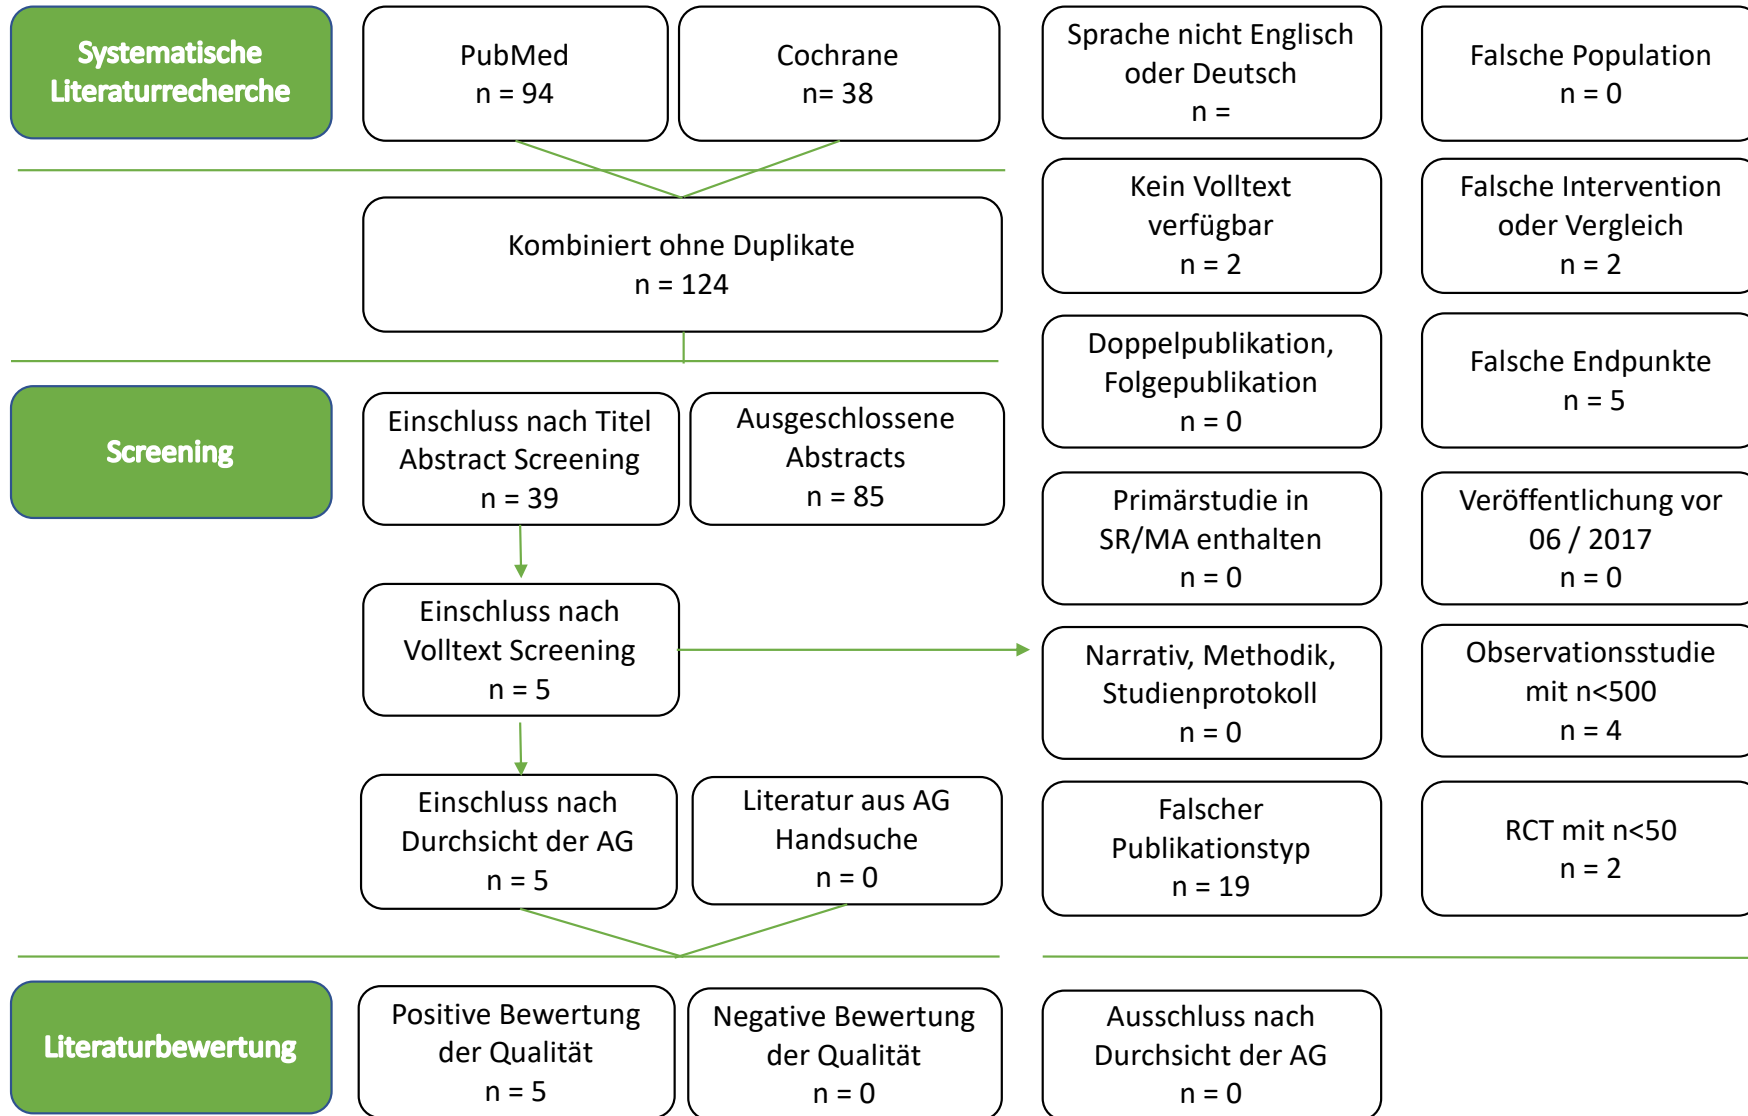 Systematische
Literaturrecherche
PubMed
n = 94
Cochrane
n= 38
Kombiniert ohne Duplikate
n = 124
Screening
Einschluss nach Titel
Abstract Screening
n = 39
Ausgeschlossene
Abstracts
n = 85
Einschluss nach
Volltext Screening
n = 5
Einschluss nach
Durchsicht der AG
n = 5
Literatur aus AG
Handsuche
n = 0
Literaturbewertung
Positive Bewertung
der Qualität
n = 5
Negative Bewertung
der Qualität
n = 0
Sprache nicht Englisch
oder Deutsch
n =
Falsche Population
n = 0
Kein Volltext
verfügbar
n = 2
Falsche Intervention
oder Vergleich
n = 2
Doppelpublikation,
Folgepublikation
n = 0
Falsche Endpunkte
n = 5
Primärstudie in
SR/MA enthalten
n = 0
Veröffentlichung vor
06 / 2017
n = 0
Narrativ, Methodik,
Studienprotokoll
n = 0
Observationsstudie
mit n<500
n = 4
Falscher
Publikationstyp
n = 19
RCT mit n<50
n = 2
Ausschluss nach
Durchsicht der AG
n = 0